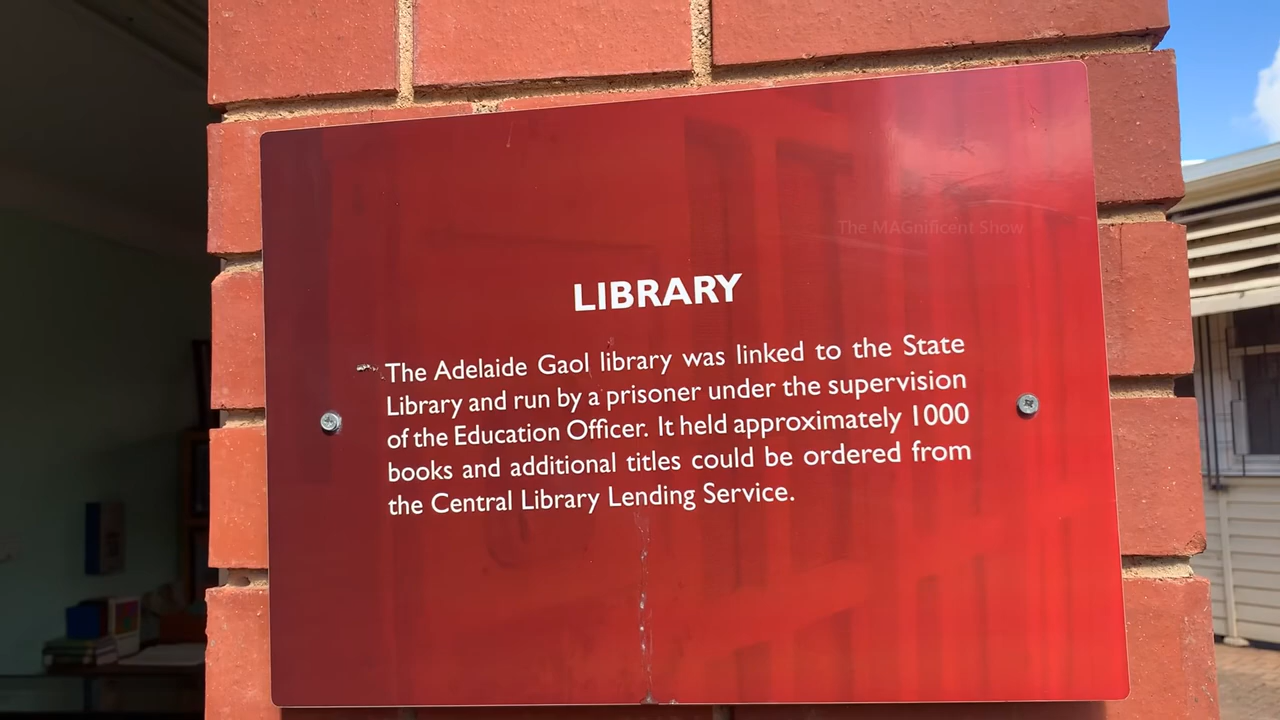 The MAGnificent Show
LIBRARY
The Adelaide Gaol library was linked to the State
Library and run by a prisoner under the supervision
of the Education Officer. It held approximately 1000
books and additional titles could be ordered from
the Central Library Lending Service.